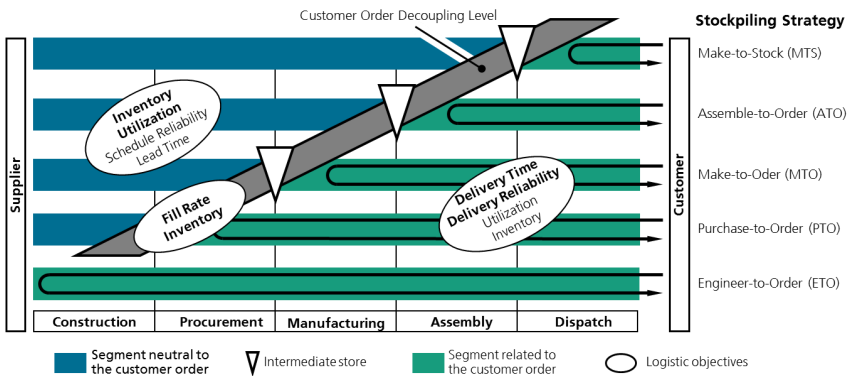 Customer Order Decoupling Level
Stockpiling Strategy
Supplier
Customer
Make-to-Stock (MTS)
Assemble-to-Order (ATO)
Make-to-Oder (MTO)
Purchase-to-Order (PTO)
Engineer-to-Order (ETO)
Inventory
Utilization
Schedule Reliability
Lead Time
Fill Rate
Inventory
Delivery Time
Delivery Reliability
Utilization
Inventory
Construction
Procurement
Manufacturing
Assembly
Dispatch
Segment neutral to
the customer order
Intermediate store
Segment related to
the customer order
Logistic objectives